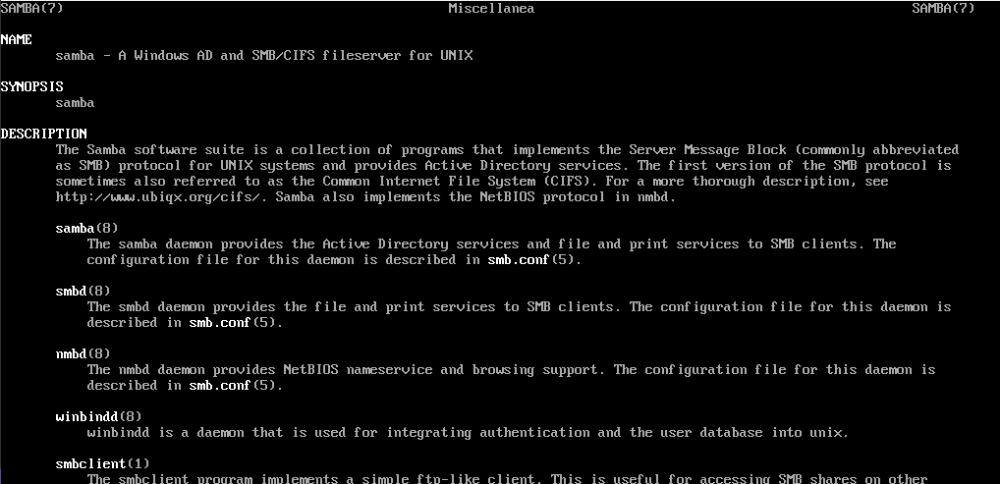 SAMBA(7) Miscellanea SAMBA(7)
NAME
samba - A Windows AD and SMB/CIFS fileserver for UNIX
SYNOPSIS
samba
DESCRIPTION
The Samba software suite is a collection of programs that implements the Server Message Block (commonly abbreviated
as SMB) protocol for UNIX systems and provides Active Directory services. The first version of the SMB protocol is
sometimes also referred to as the Common Internet File System (CIFS). For a more thorough description, see
http://www.ubiqx.org/cifs/. Samba also implements the NetBIOS protocol in nmbd.
samba(8)
The samba daemon provides the Active Directory services and file and print services to SMB clients. The
configuration file for this daemon is described in smb.conf(5).
smbd(8)
The smbd daemon provides the file and print services to SMB clients. The configuration file for this daemon is
described in smb.conf(5).
nmbd(8)
The nmbd daemon provides NetBIOS nameservice and browsing support. The configuration file for this daemon is
described in smb.conf(5).
winbindd(8)
winbindd is a daemon that is used for integrating authentication and the user database into unix.
smbclient(1)
The smbclient program implements a simple ftp-like client. This is useful for accessing SMB shares on other